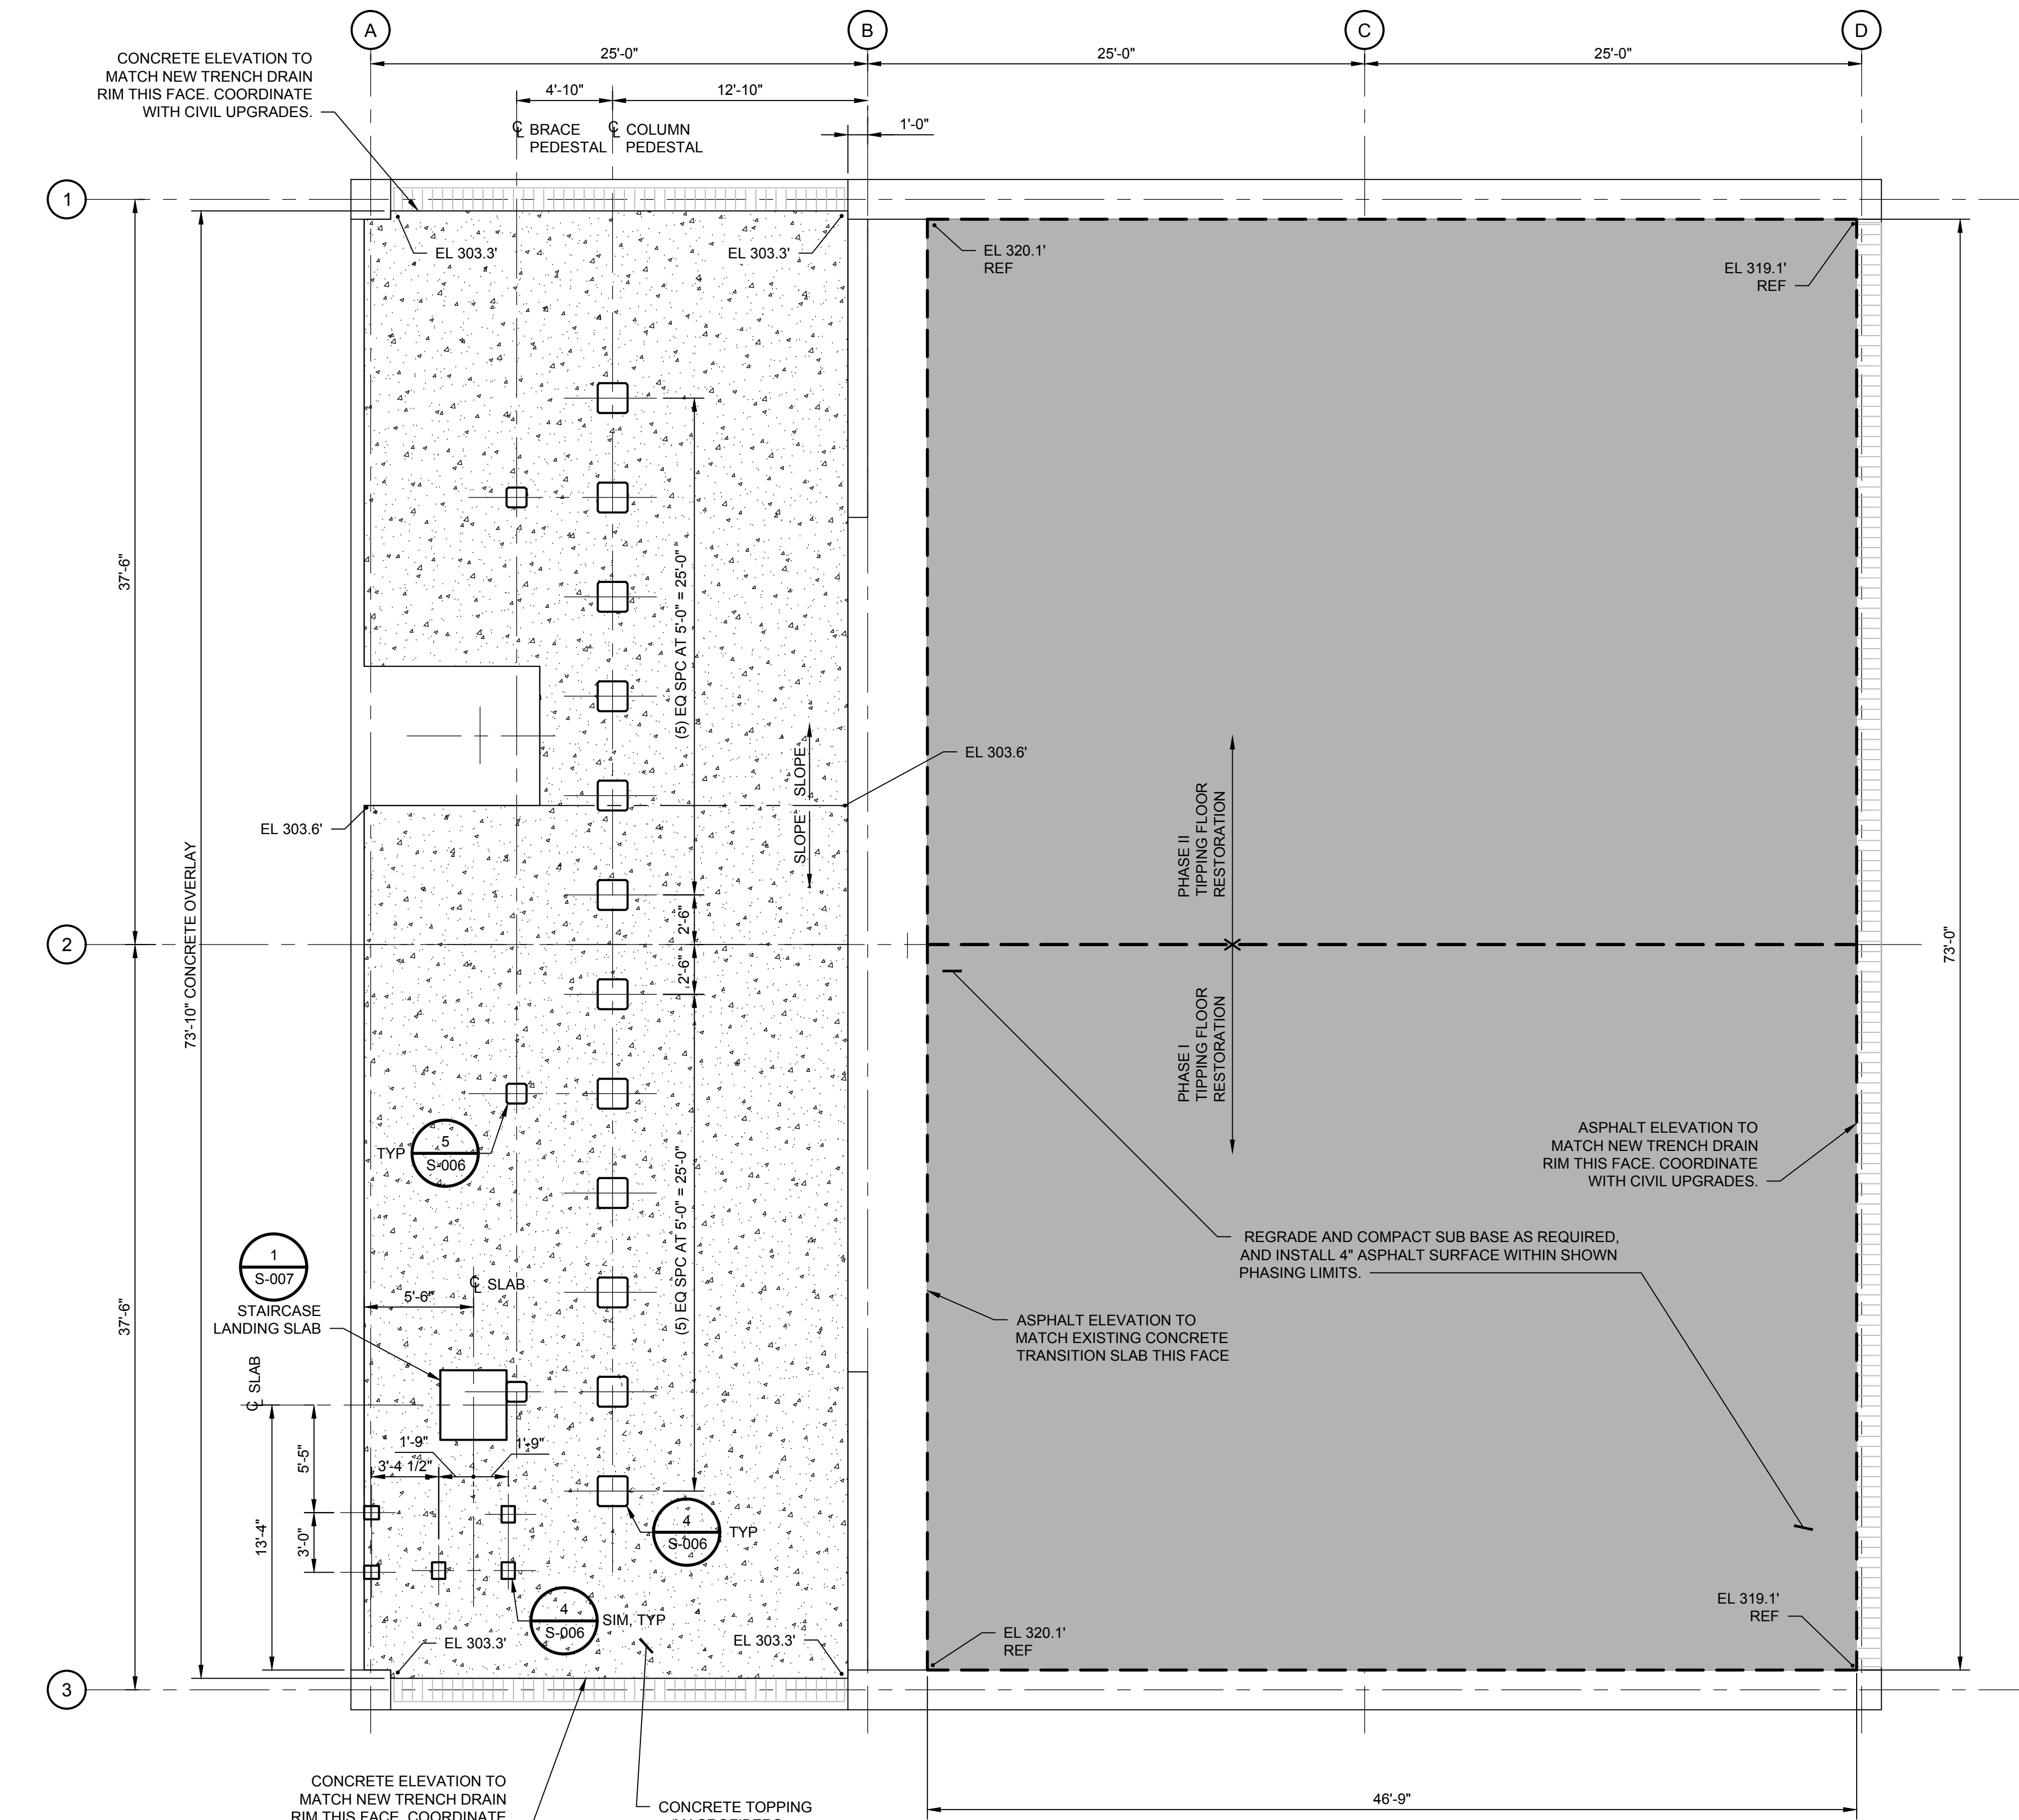 A
B
C
D
25'-0"
25'-0"
25'-0"
CONCRETE ELEVATION TO
MATCH NEW TRENCH DRAIN
RIM THIS FACE. COORDINATE
WITH CIVIL UPGRADES.
4'-10"
12'-10"
1'-0"
℄ BRACE
PEDESTAL
℄ COLUMN
PEDESTAL
1
EL 303.3'
EL 303.3'
EL 320.1'
REF
EL 319.1'
REF
37'-6"
(5) EQ SPC AT 5'-0" = 25'-0"
SLOPE
SLOPE
EL 303.6'
EL 303.6'
PHASE II
TIPPING FLOOR
RESTORATION
73'-10" CONCRETE OVERLAY
2'-6"
2
2'-6"
73'-0"
PHASE I
TIPPING FLOOR
RESTORATION
TYP
5
S-006
ASPHALT ELEVATION TO
MATCH NEW TRENCH DRAIN
RIM THIS FACE. COORDINATE
WITH CIVIL UPGRADES.
(5) EQ SPC AT 5'-0" = 25'-0"
REGRADE AND COMPACT SUB BASE AS REQUIRED,
AND INSTALL 4" ASPHALT SURFACE WITHIN SHOWN
PHASING LIMITS.
1
S-007
STAIRCASE
LANDING SLAB
℄ SLAB
5'-6"
37'-6"
ASPHALT ELEVATION TO
MATCH EXISTING CONCRETE
TRANSITION SLAB THIS FACE
℄ SLAB
1'-9"
1'-9"
3'-4 1/2"
5'-5"
13'-4"
3'-0"
4
S-006
TYP
4
S-006
SIM, TYP
EL 303.3'
EL 303.3'
EL 320.1'
REF
EL 319.1'
REF
3
CONCRETE ELEVATION TO
MATCH NEW TRENCH DRAIN
RIM THIS FACE. COORDINATE
CONCRETE TOPPING
46'-9"